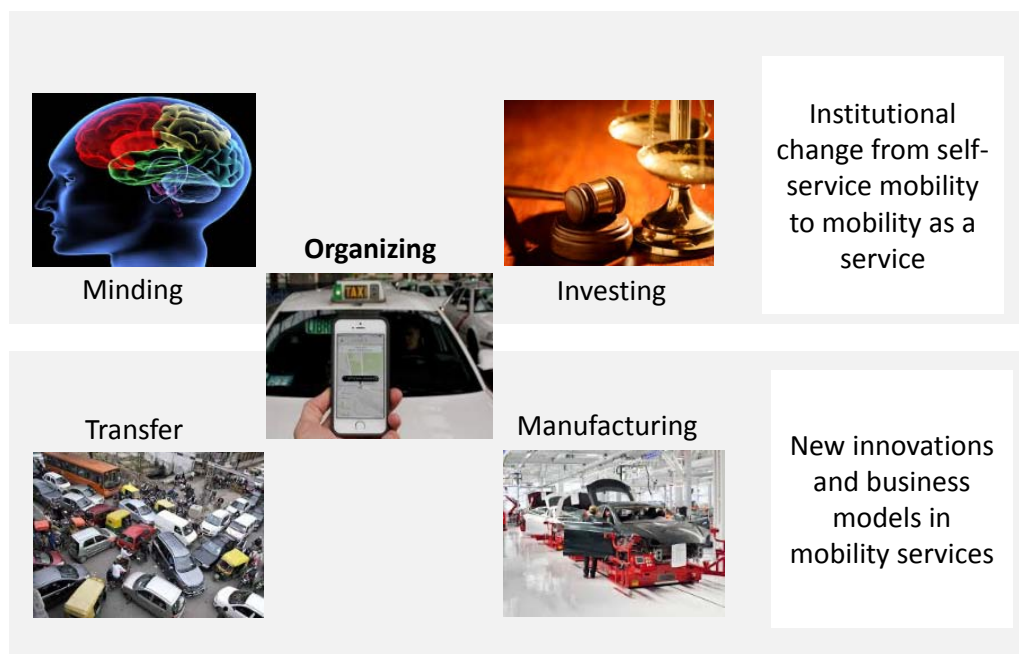 Organizing
Minding
Investing
Institutional
change from self-
service mobility
to mobility as a
service
TAXI
LIBRE
Transfer
Manufacturing
New innovations
and business
models in
mobility services